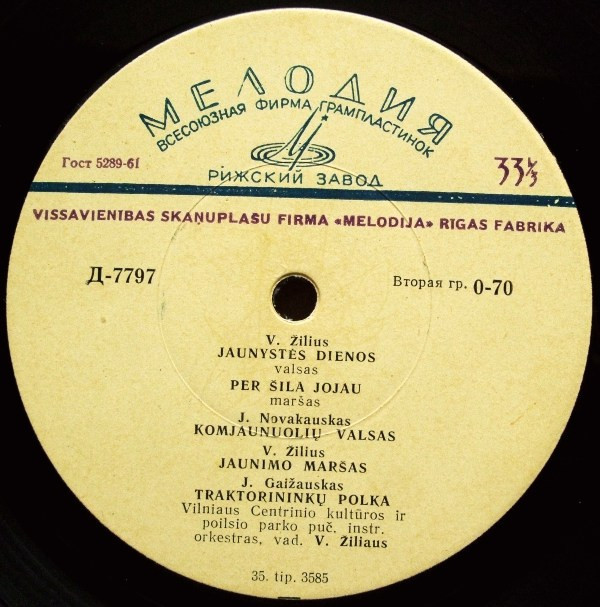 МЕЛОДИЯ
ВСЕСОЮЗНАЯ ФИРМА ГРАМПЛАСТИНОК
Гост 5289-61
33⅓
РИЖСКИЙ ЗАВОД
VISSAVIENĪBAS SKAŅUPLAŠU FIRMA «MELODIJA» RĪGAS FABRIKA
Д-7797
Вторая гр. 0-70
V. Žilius
JAUNYSTĖS DIENOS
valsas
PER ŠILA JOJAU
maršas
J. Novakauskas
KOMJAUNUOLIŲ VALSAS
V. Žilius
JAUNIMO MARŠAS
J. Gaižauskas
TRAKTORININKŲ POLKA
Vilniaus Centrinio kultūros ir
poilsio parko puč. instr.
orkestras, vad. V. Žiliaus
35. tip. 3585